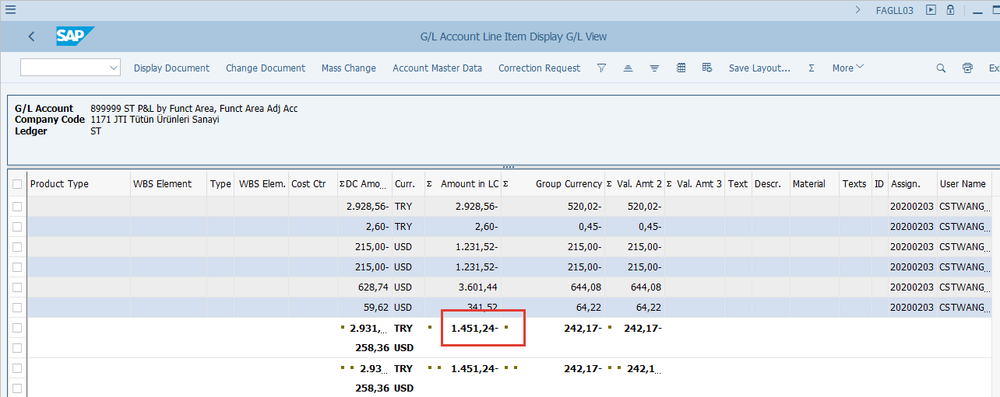 FAGLL03
SAP G/L Account Line Item Display G/L View
Display Document Change Document Mass Change Account Master Data Correction Request Σ Save Layout... More Exi
G/L Account 899999 ST P&L by Funct Area, Funct Area Adj Acc
Company Code 1171 JTI Tütün Ürünleri Sanayi
Ledger ST
Product Type WBS Element Type WBS Elem. Cost Ctr ΣDC Amo... Curr. Σ Amount in LC Σ Group Currency Σ Val. Amt 2 Σ Val. Amt 3 Text Descr. Material Texts ID Assign. User Name
2.928,56- TRY 2.928,56- 520,02- 520,02- 20200203 CSTWANG...
2,60- TRY 2,60- 0,45- 0,45- 20200203 CSTWANG...
215,00- USD 1.231,52- 215,00- 215,00- 20200203 CSTWANG...
215,00- USD 1.231,52- 215,00- 215,00- 20200203 CSTWANG...
628,74 USD 3.601,44 644,08 644,08 20200203 CSTWANG...
59,62 USD 341,52 64,22 64,22 20200203 CSTWANG...
2.931,... TRY 1.451,24- 242,17- 242,17-
258,36 USD
2.93... TRY 1.451,24- 242,17- 242,1...
258,36 USD